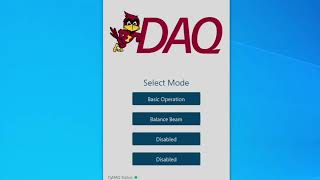 DAQ
Select Mode
Basic Operation
Balance Beam
Disabled
Disabled